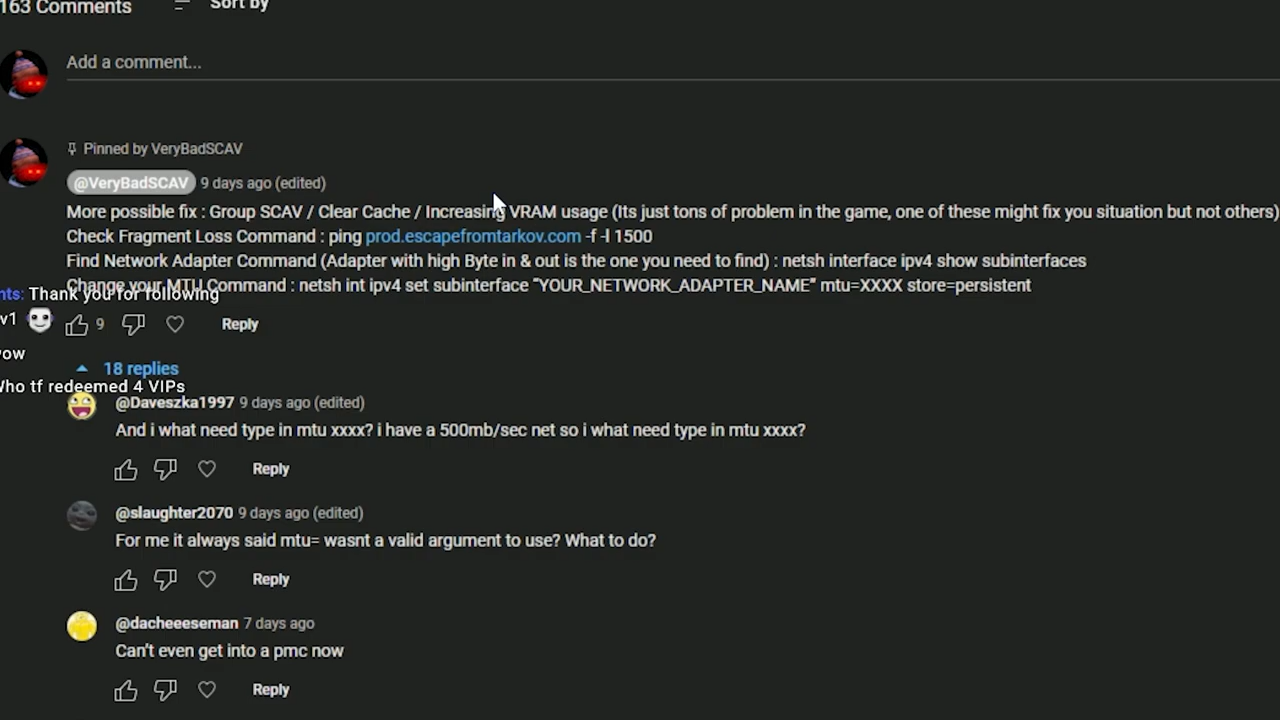 163 Comments
Sort by
Add a comment...
Pinned by VeryBadSCAV
@VeryBadSCAV 9 days ago (edited)
More possible fix : Group SCAV / Clear Cache / Increasing VRAM usage (Its just tons of problem in the game, one of these might fix you situation but not others)
Check Fragment Loss Command : ping prod.escapefromtarkov.com -f -l 1500
Find Network Adapter Command (Adapter with high Byte in & out is the one you need to find) : netsh interface ipv4 show subinterfaces
Change your MTU Command : netsh int ipv4 set subinterface “YOUR_NETWORK_ADAPTER_NAME” mtu=XXXX store=persistent
nts: Thank you for following
v1
9
Reply
wow
18 replies
Who tf redeemed 4 VIPs
@Daveszka1997 9 days ago (edited)
And i what need type in mtu xxxx? i have a 500mb/sec net so i what need type in mtu xxxx?
Reply
@slaughter2070 9 days ago (edited)
For me it always said mtu= wasnt a valid argument to use? What to do?
Reply
@dacheeeseman 7 days ago
Can't even get into a pmc now
Reply